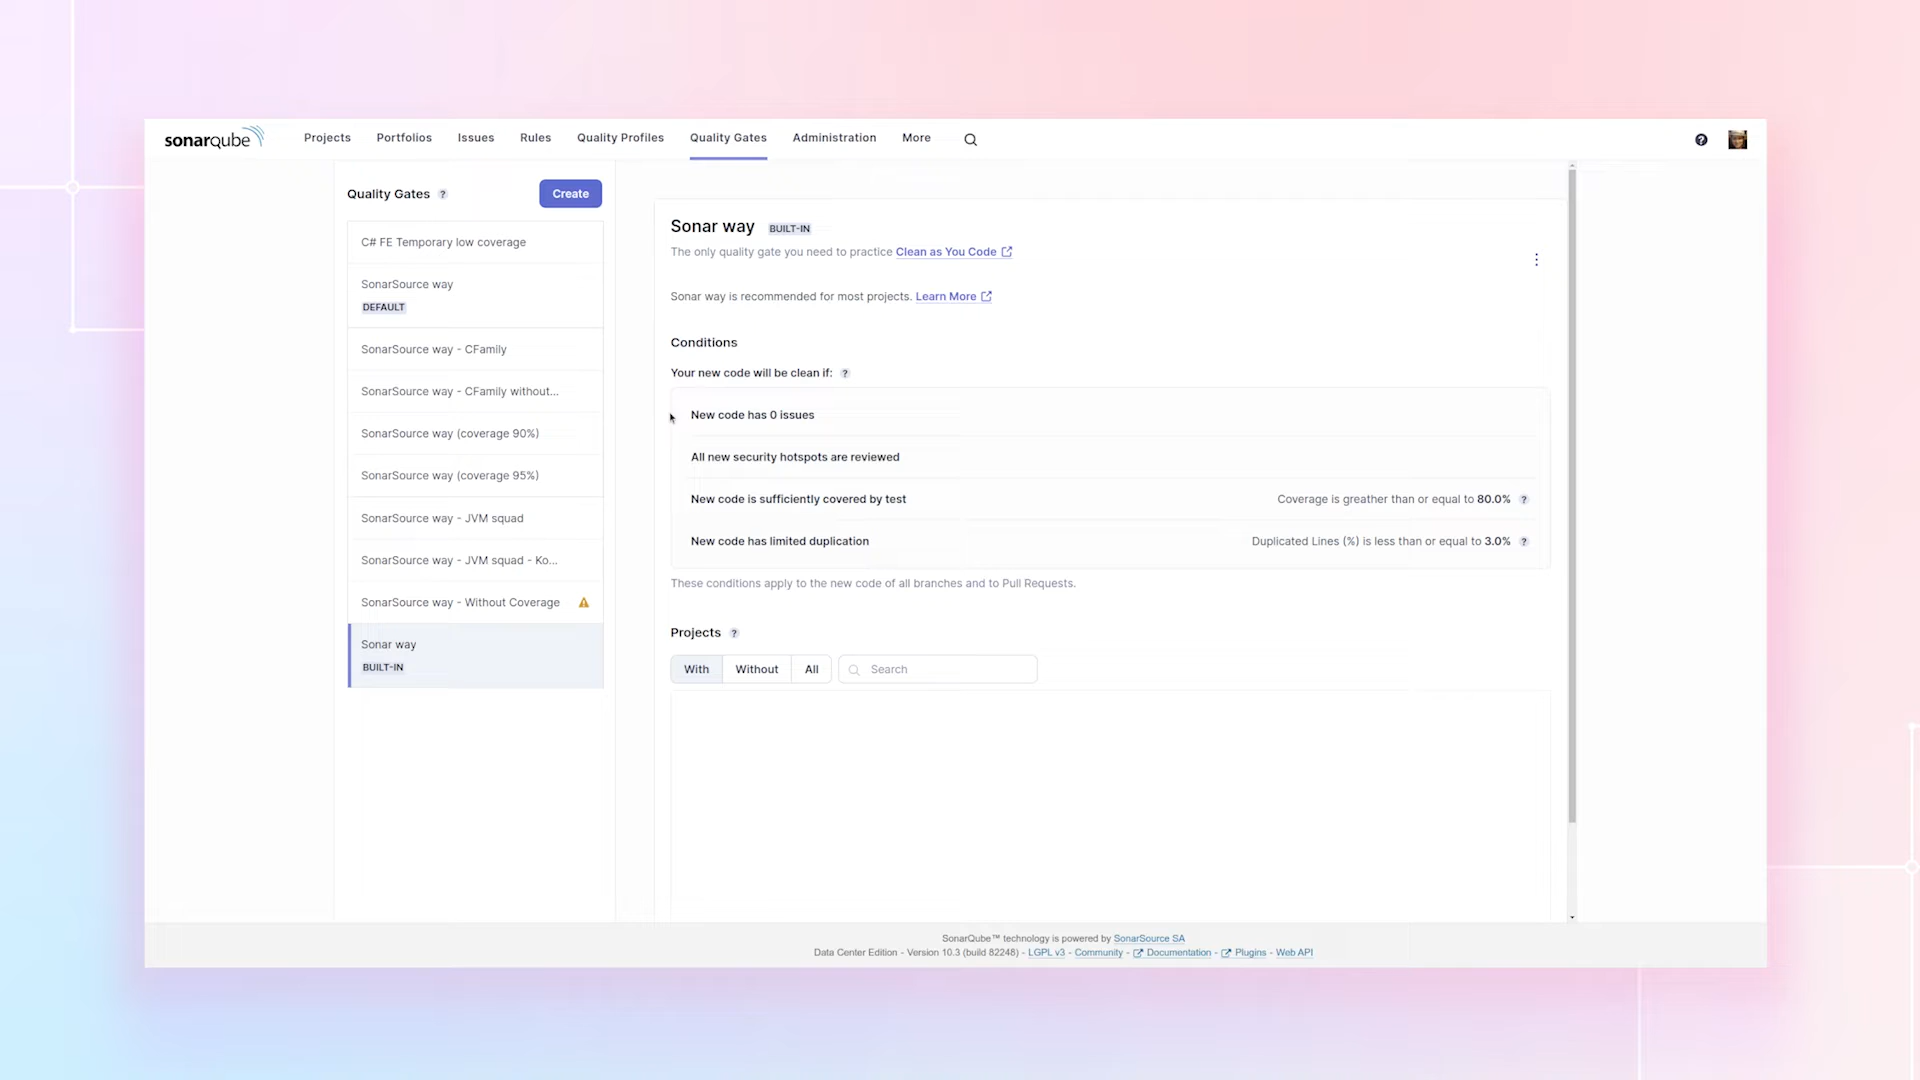 sonarqube
Projects Portfolios Issues Rules Quality Profiles Quality Gates Administration More
?
Quality Gates ?
Create
C# FE Temporary low coverage
SonarSource way
DEFAULT
SonarSource way - CFamily
SonarSource way - CFamily without...
SonarSource way (coverage 90%)
SonarSource way (coverage 95%)
SonarSource way - JVM squad
SonarSource way - JVM squad - Ko...
SonarSource way - Without Coverage
Sonar way
BUILT-IN
Sonar way BUILT-IN
The only quality gate you need to practice Clean as You Code
Sonar way is recommended for most projects. Learn More
Conditions
Your new code will be clean if: ?
New code has 0 issues
All new security hotspots are reviewed
New code is sufficiently covered by test Coverage is greather than or equal to 80.0% ?
New code has limited duplication Duplicated Lines (%) is less than or equal to 3.0% ?
These conditions apply to the new code of all branches and to Pull Requests.
Projects ?
With Without All Search
SonarQube™ technology is powered by SonarSource SA
Data Center Edition - Version 10.3 (build 82248) - LGPL v3 - Community - Documentation - Plugins - Web API